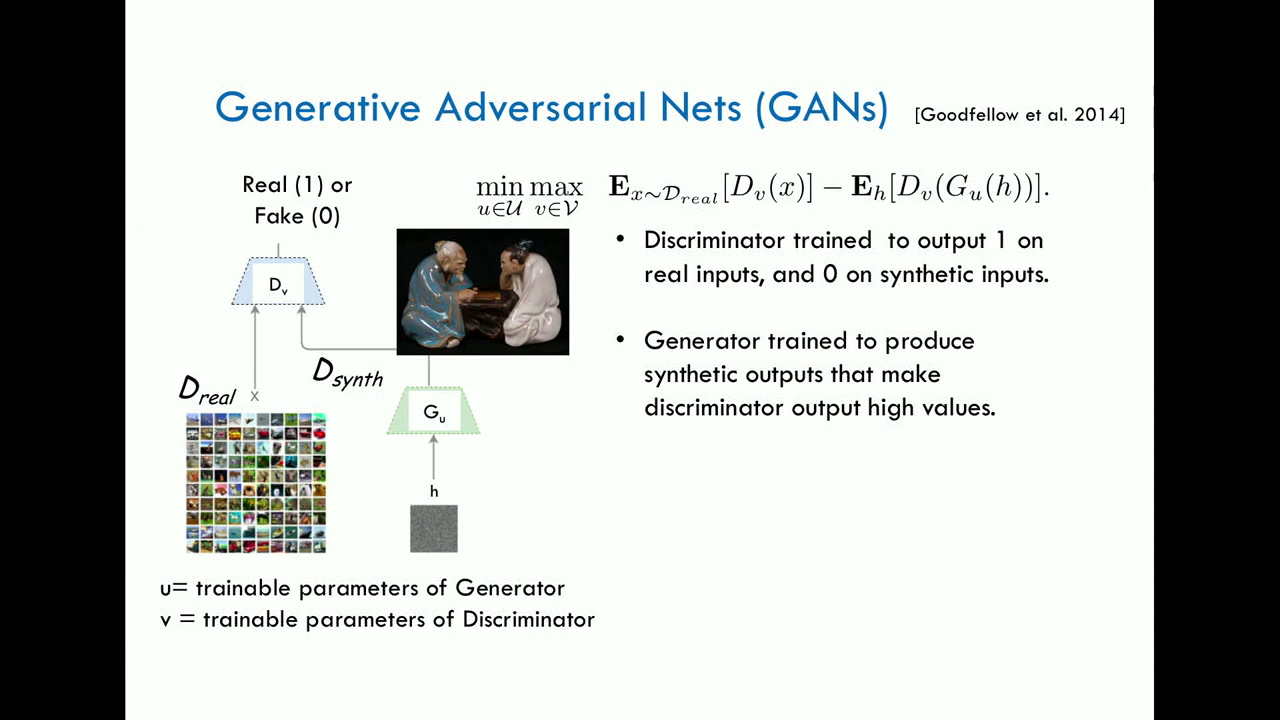 Generative Adversarial Nets (GANs) [Goodfellow et al. 2014]
Real (1) or
Fake (0)
D_v
D_synth
D_real
x
G_u
h
min max E_{x∼𝒟_{real}}[D_v(x)] − E_h[D_v(G_u(h))].
u∈𝒰 v∈𝒱
• Discriminator trained to output 1 on
real inputs, and 0 on synthetic inputs.
• Generator trained to produce
synthetic outputs that make
discriminator output high values.
u= trainable parameters of Generator
v = trainable parameters of Discriminator